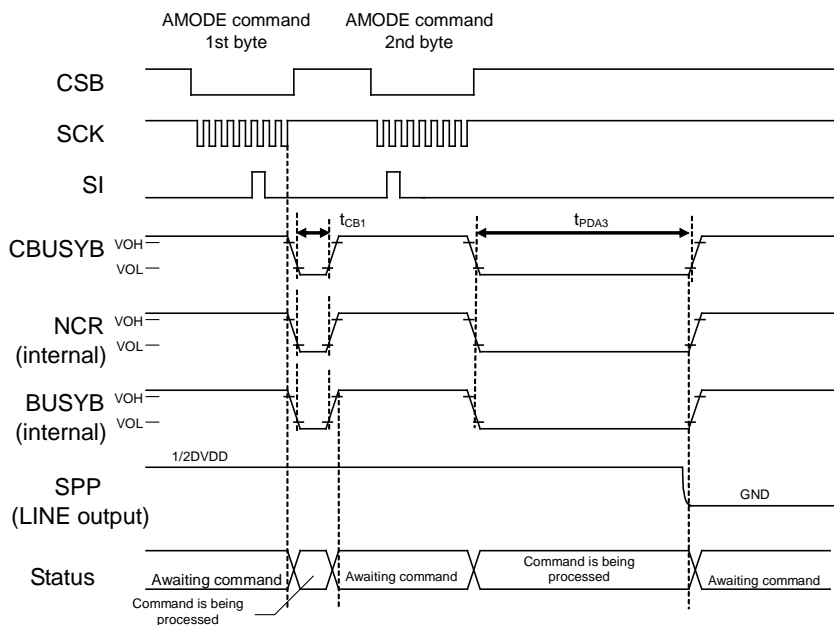 AMODE command
1st byte
AMODE command
2nd byte
CSB
SCK
SI
tCB1
tPDA3
CBUSYB
VOH
VOL
NCR
(internal)
VOH
VOL
BUSYB
(internal)
VOH
VOL
1/2DVDD
SPP
(LINE output)
GND
Status
Awaiting command
Command is being
processed
Awaiting command
Command is being
processed
Awaiting command